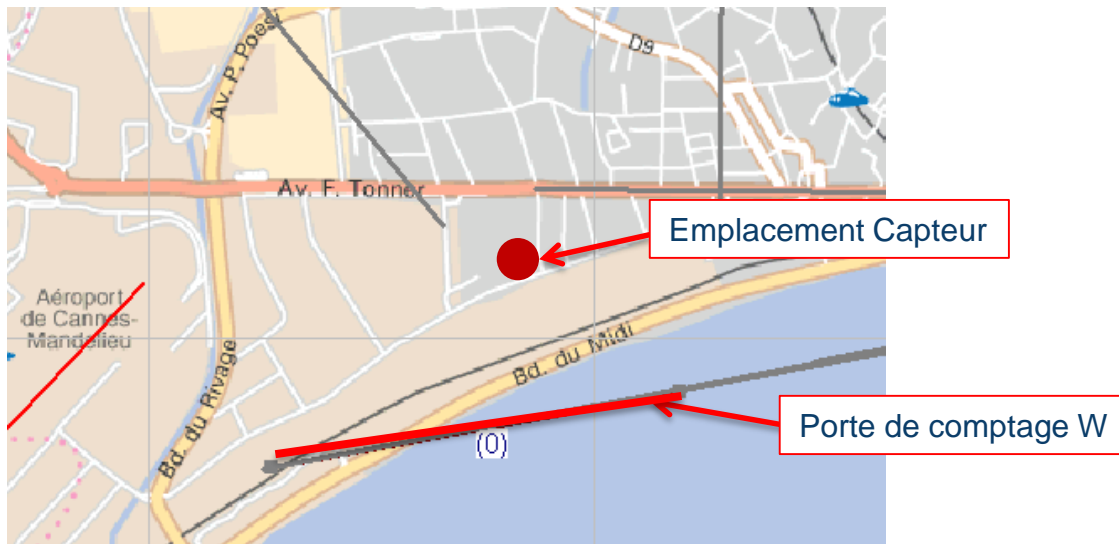 Av. P. Poesi
D9
Av. F. Tonner
Emplacement Capteur
Aéroport
de Cannes-
Mandelieu
Bd. du Rivage
Bd. du Midi
Porte de comptage W
(0)